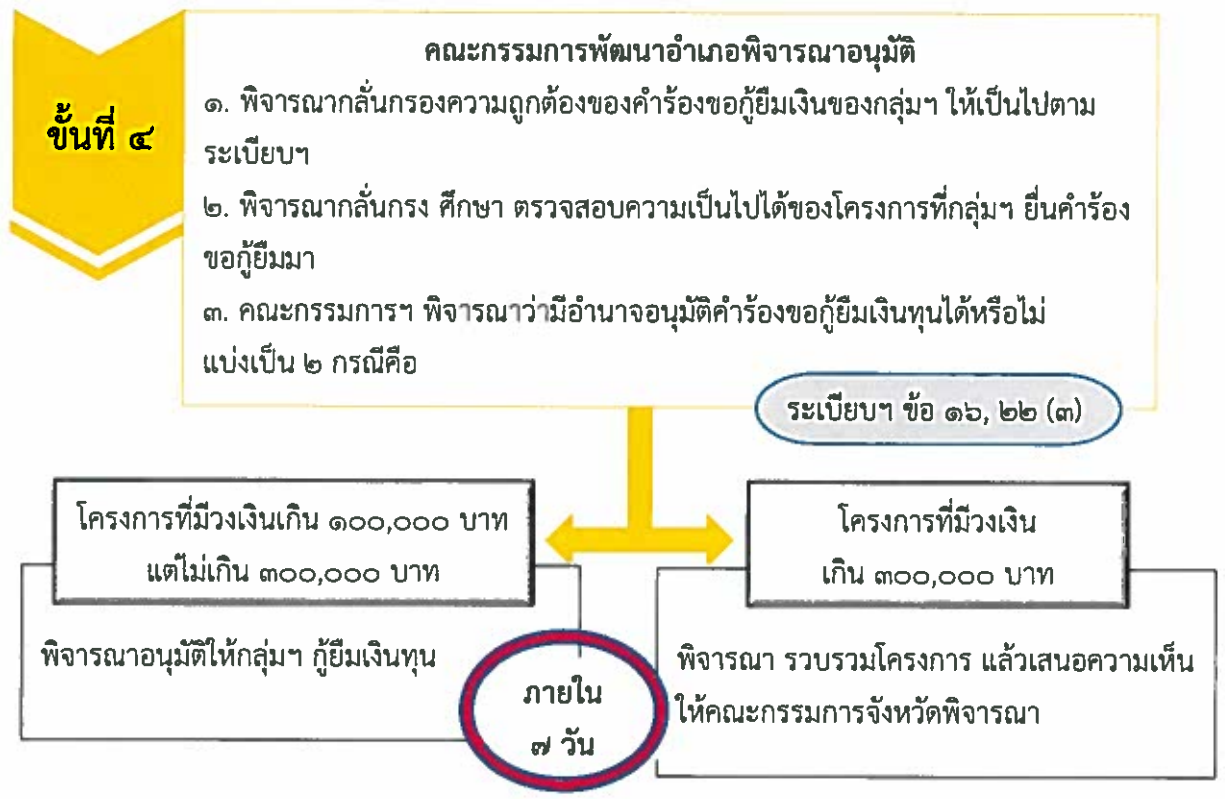 ขั้นที่ ๔
คณะกรรมการพัฒนาอำเภอพิจารณาอนุมัติ
๑. พิจารณากลั่นกรองความถูกต้องของคำร้องขอกู้ยืมเงินของกลุ่มฯ ให้เป็นไปตาม
ระเบียบฯ
๒. พิจารณากลั่นกรง ศึกษา ตรวจสอบความเป็นไปได้ของโครงการที่กลุ่มฯ ยื่นคำร้อง
ขอกู้ยืมมา
๓. คณะกรรมการฯ พิจารณาว่ามีอำนาจอนุมัติคำร้องขอกู้ยืมเงินทุนได้หรือไม่
แบ่งเป็น ๒ กรณีคือ
ระเบียบฯ ข้อ ๑๖, ๒๒ (๓)
โครงการที่มีวงเงินเกิน ๑๐๐,๐๐๐ บาท
แต่ไม่เกิน ๓๐๐,๐๐๐ บาท
พิจารณาอนุมัติให้กลุ่มฯ กู้ยืมเงินทุน
ภายใน
๗ วัน
โครงการที่มีวงเงิน
เกิน ๓๐๐,๐๐๐ บาท
พิจารณา รวบรวมโครงการ แล้วเสนอความเห็น
ให้คณะกรรมการจังหวัดพิจารณา